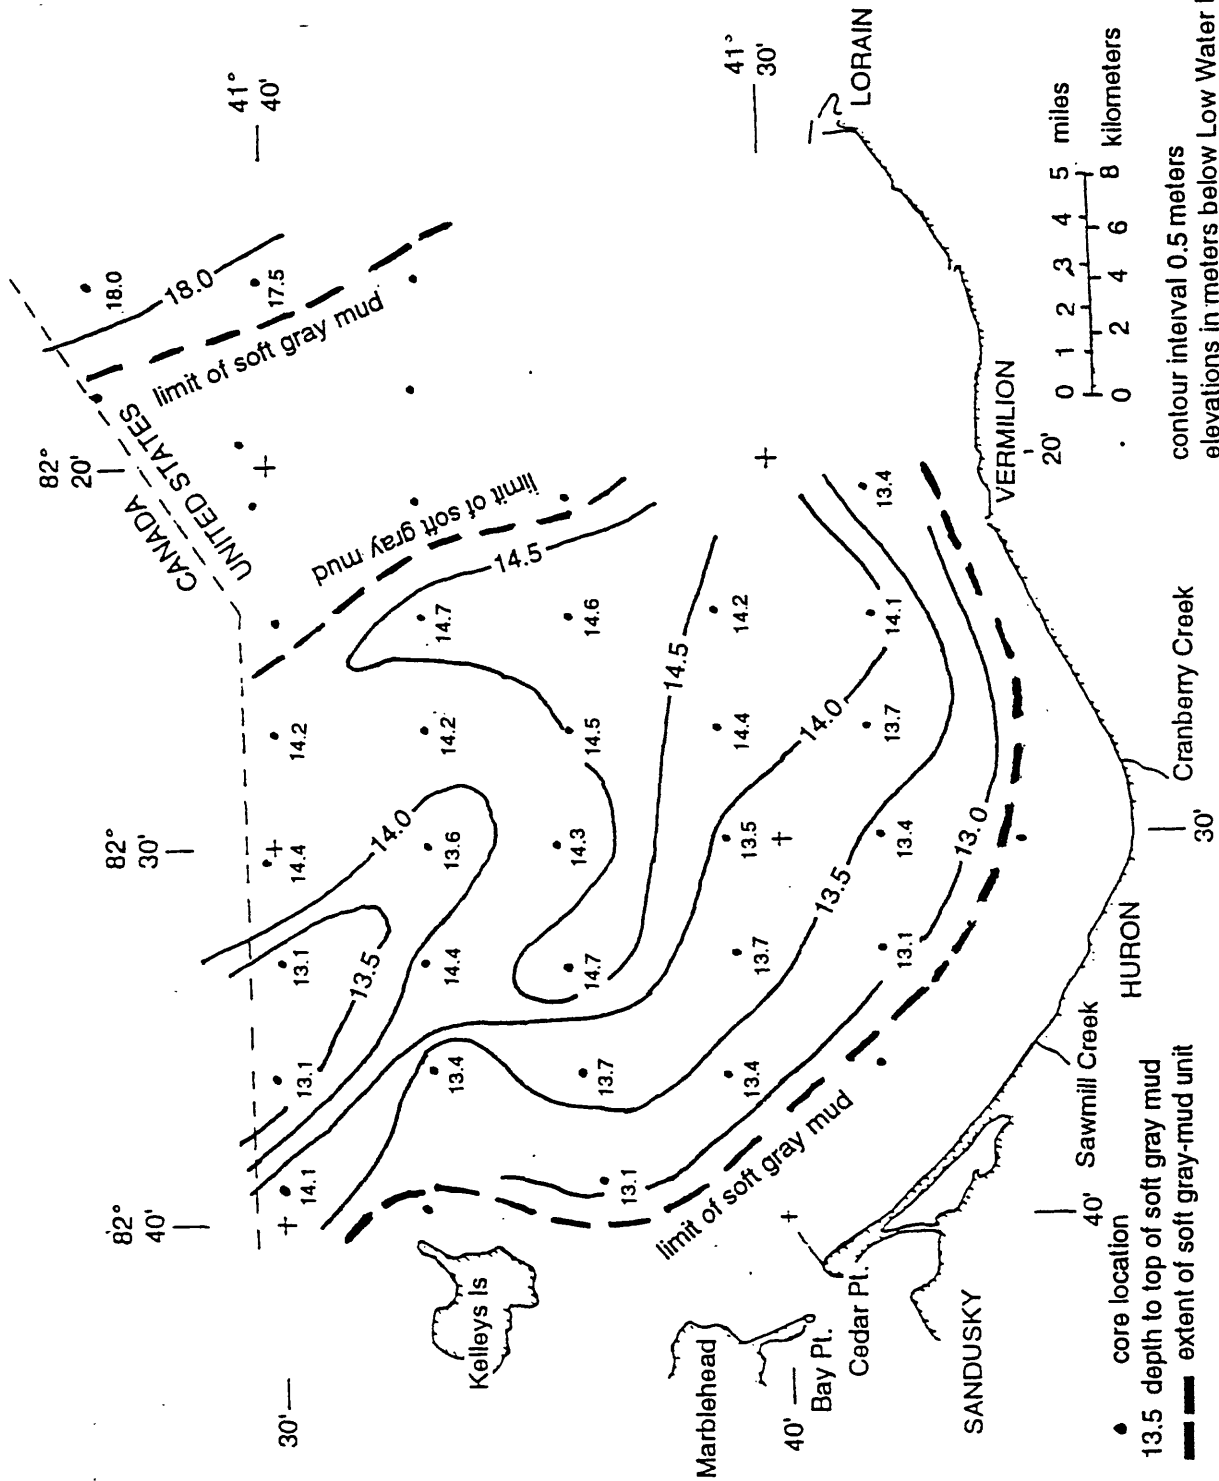 82°
40'
82°
30'
82°
20'
CANADA
UNITED STATES
18.0
18.0
41°
40'
limit of soft gray mud
17.5
30'
14.1
13.1
13.1
14.4
14.2
13.5
14.0
limit of soft gray
mud
13.4
14.4
13.6
14.2
14.7
Kelleys Is
14.5
13.7
14.7
14.3
14.5
14.6
13.1
14.5
limit of soft gray mud
Marblehead
13.4
13.7
13.5
14.4
14.2
41°
30'
40'
Bay Pt.
Cedar Pt.
14.0
13.5
13.1
13.4
13.7
14.1
13.4
LORAIN
13.0
SANDUSKY
VERMILION
40'
Sawmill Creek
HURON
30'
Cranberry Creek
20'
0 1 2 3 4 5 miles
0 2 4 6 8 kilometers
core location
13.5 depth to top of soft gray mud
extent of soft gray-mud unit
contour interval 0.5 meters
elevations in meters below Low Water